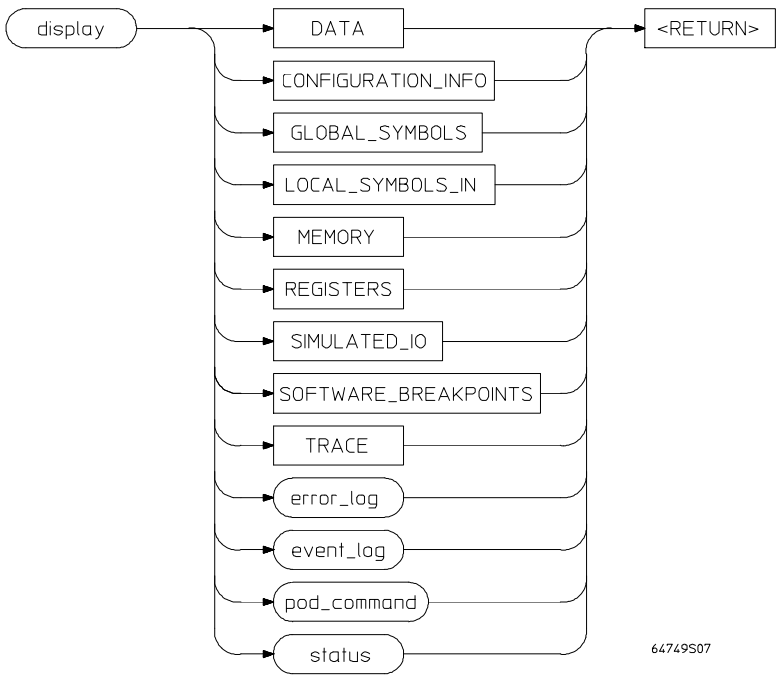 display
DATA
<RETURN>
CONFIGURATION_INFO
GLOBAL_SYMBOLS
LOCAL_SYMBOLS_IN
MEMORY
REGISTERS
SIMULATED_IO
SOFTWARE_BREAKPOINTS
TRACE
error_log
event_log
pod_command
status
64749S07